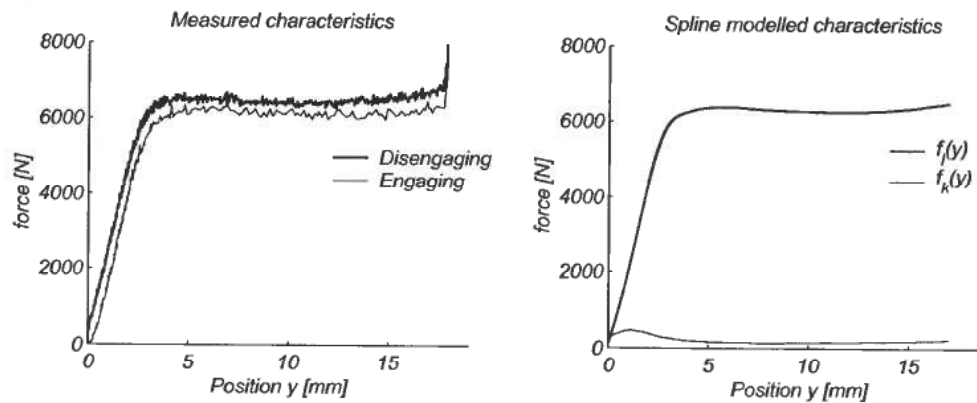 Measured characteristics
8000
6000
4000
2000
0
force [N]
Disengaging
Engaging
0
5
10
15
Position y [mm]
Spline modelled characteristics
8000
6000
4000
2000
0
force [N]
f_l(y)
f_k(y)
0
5
10
15
Position y [mm]